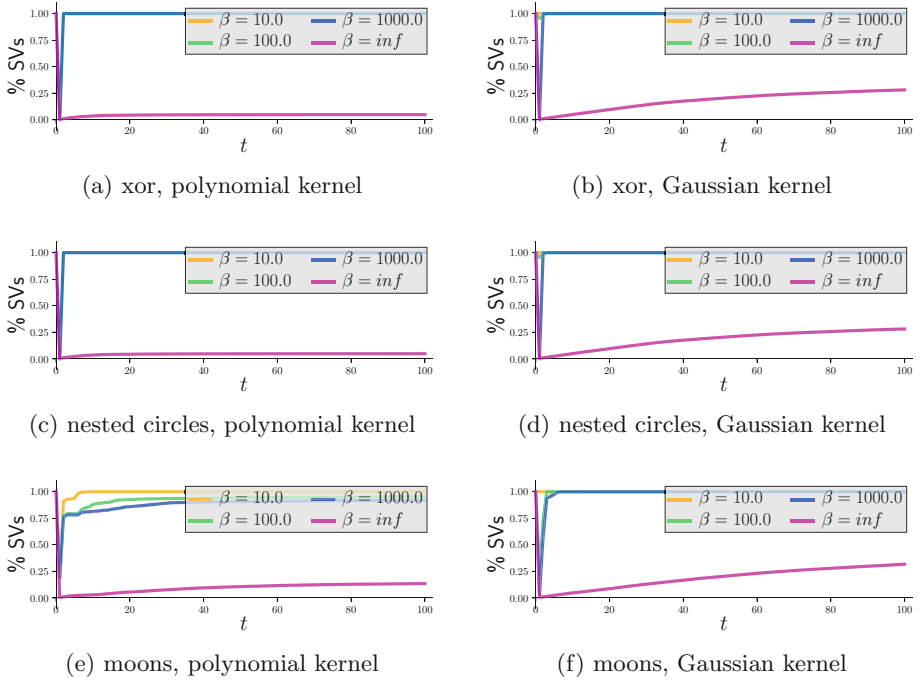 1.00
0.75
0.50
0.25
0.00
% SVs
0 20 40 60 80 100
t
β = 10.0 β = 1000.0
β = 100.0 β = inf
(a) xor, polynomial kernel
1.00
0.75
0.50
0.25
0.00
% SVs
0 20 40 60 80 100
t
β = 10.0 β = 1000.0
β = 100.0 β = inf
(b) xor, Gaussian kernel
1.00
0.75
0.50
0.25
0.00
% SVs
0 20 40 60 80 100
t
β = 10.0 β = 1000.0
β = 100.0 β = inf
(c) nested circles, polynomial kernel
1.00
0.75
0.50
0.25
0.00
% SVs
0 20 40 60 80 100
t
β = 10.0 β = 1000.0
β = 100.0 β = inf
(d) nested circles, Gaussian kernel
1.00
0.75
0.50
0.25
0.00
% SVs
0 20 40 60 80 100
t
β = 10.0 β = 1000.0
β = 100.0 β = inf
(e) moons, polynomial kernel
1.00
0.75
0.50
0.25
0.00
% SVs
0 20 40 60 80 100
t
β = 10.0 β = 1000.0
β = 100.0 β = inf
(f) moons, Gaussian kernel